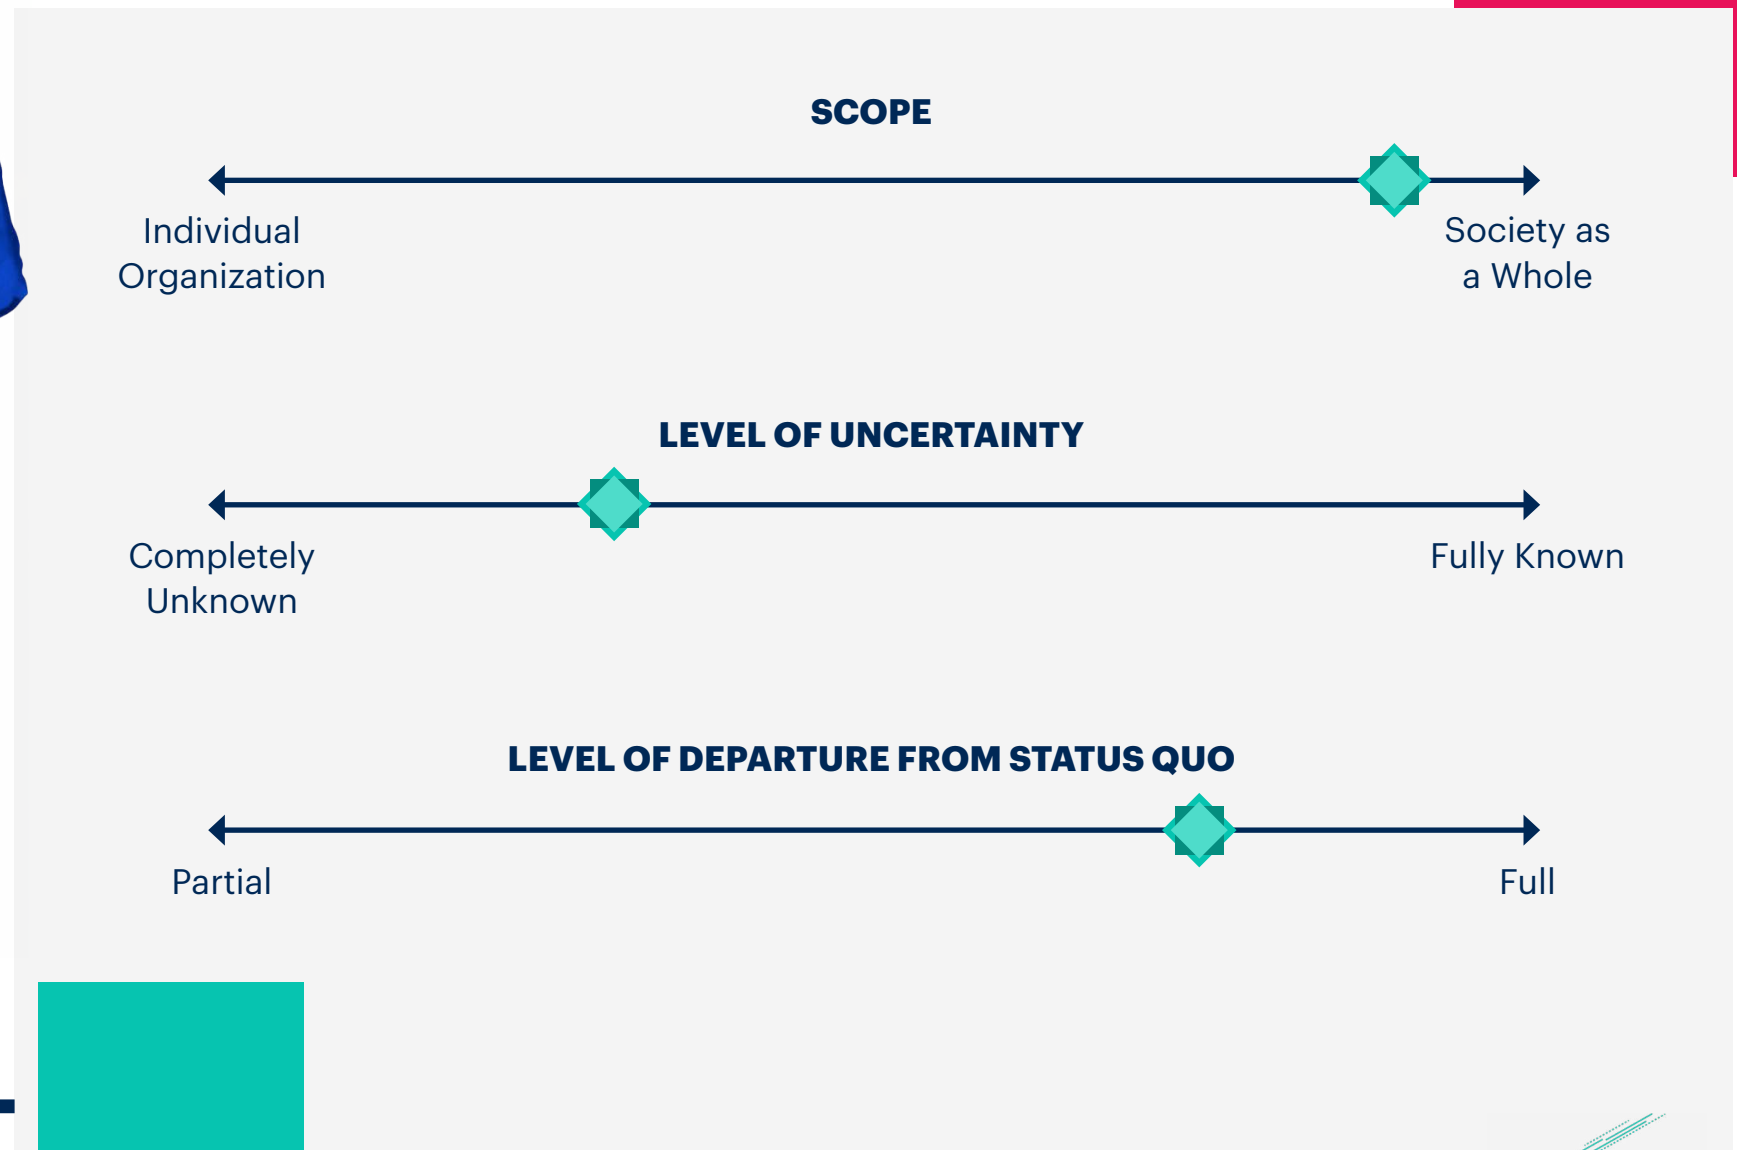 SCOPE
Individual
Organization
Society as
a Whole
LEVEL OF UNCERTAINTY
Completely
Unknown
Fully Known
LEVEL OF DEPARTURE FROM STATUS QUO
Partial
Full